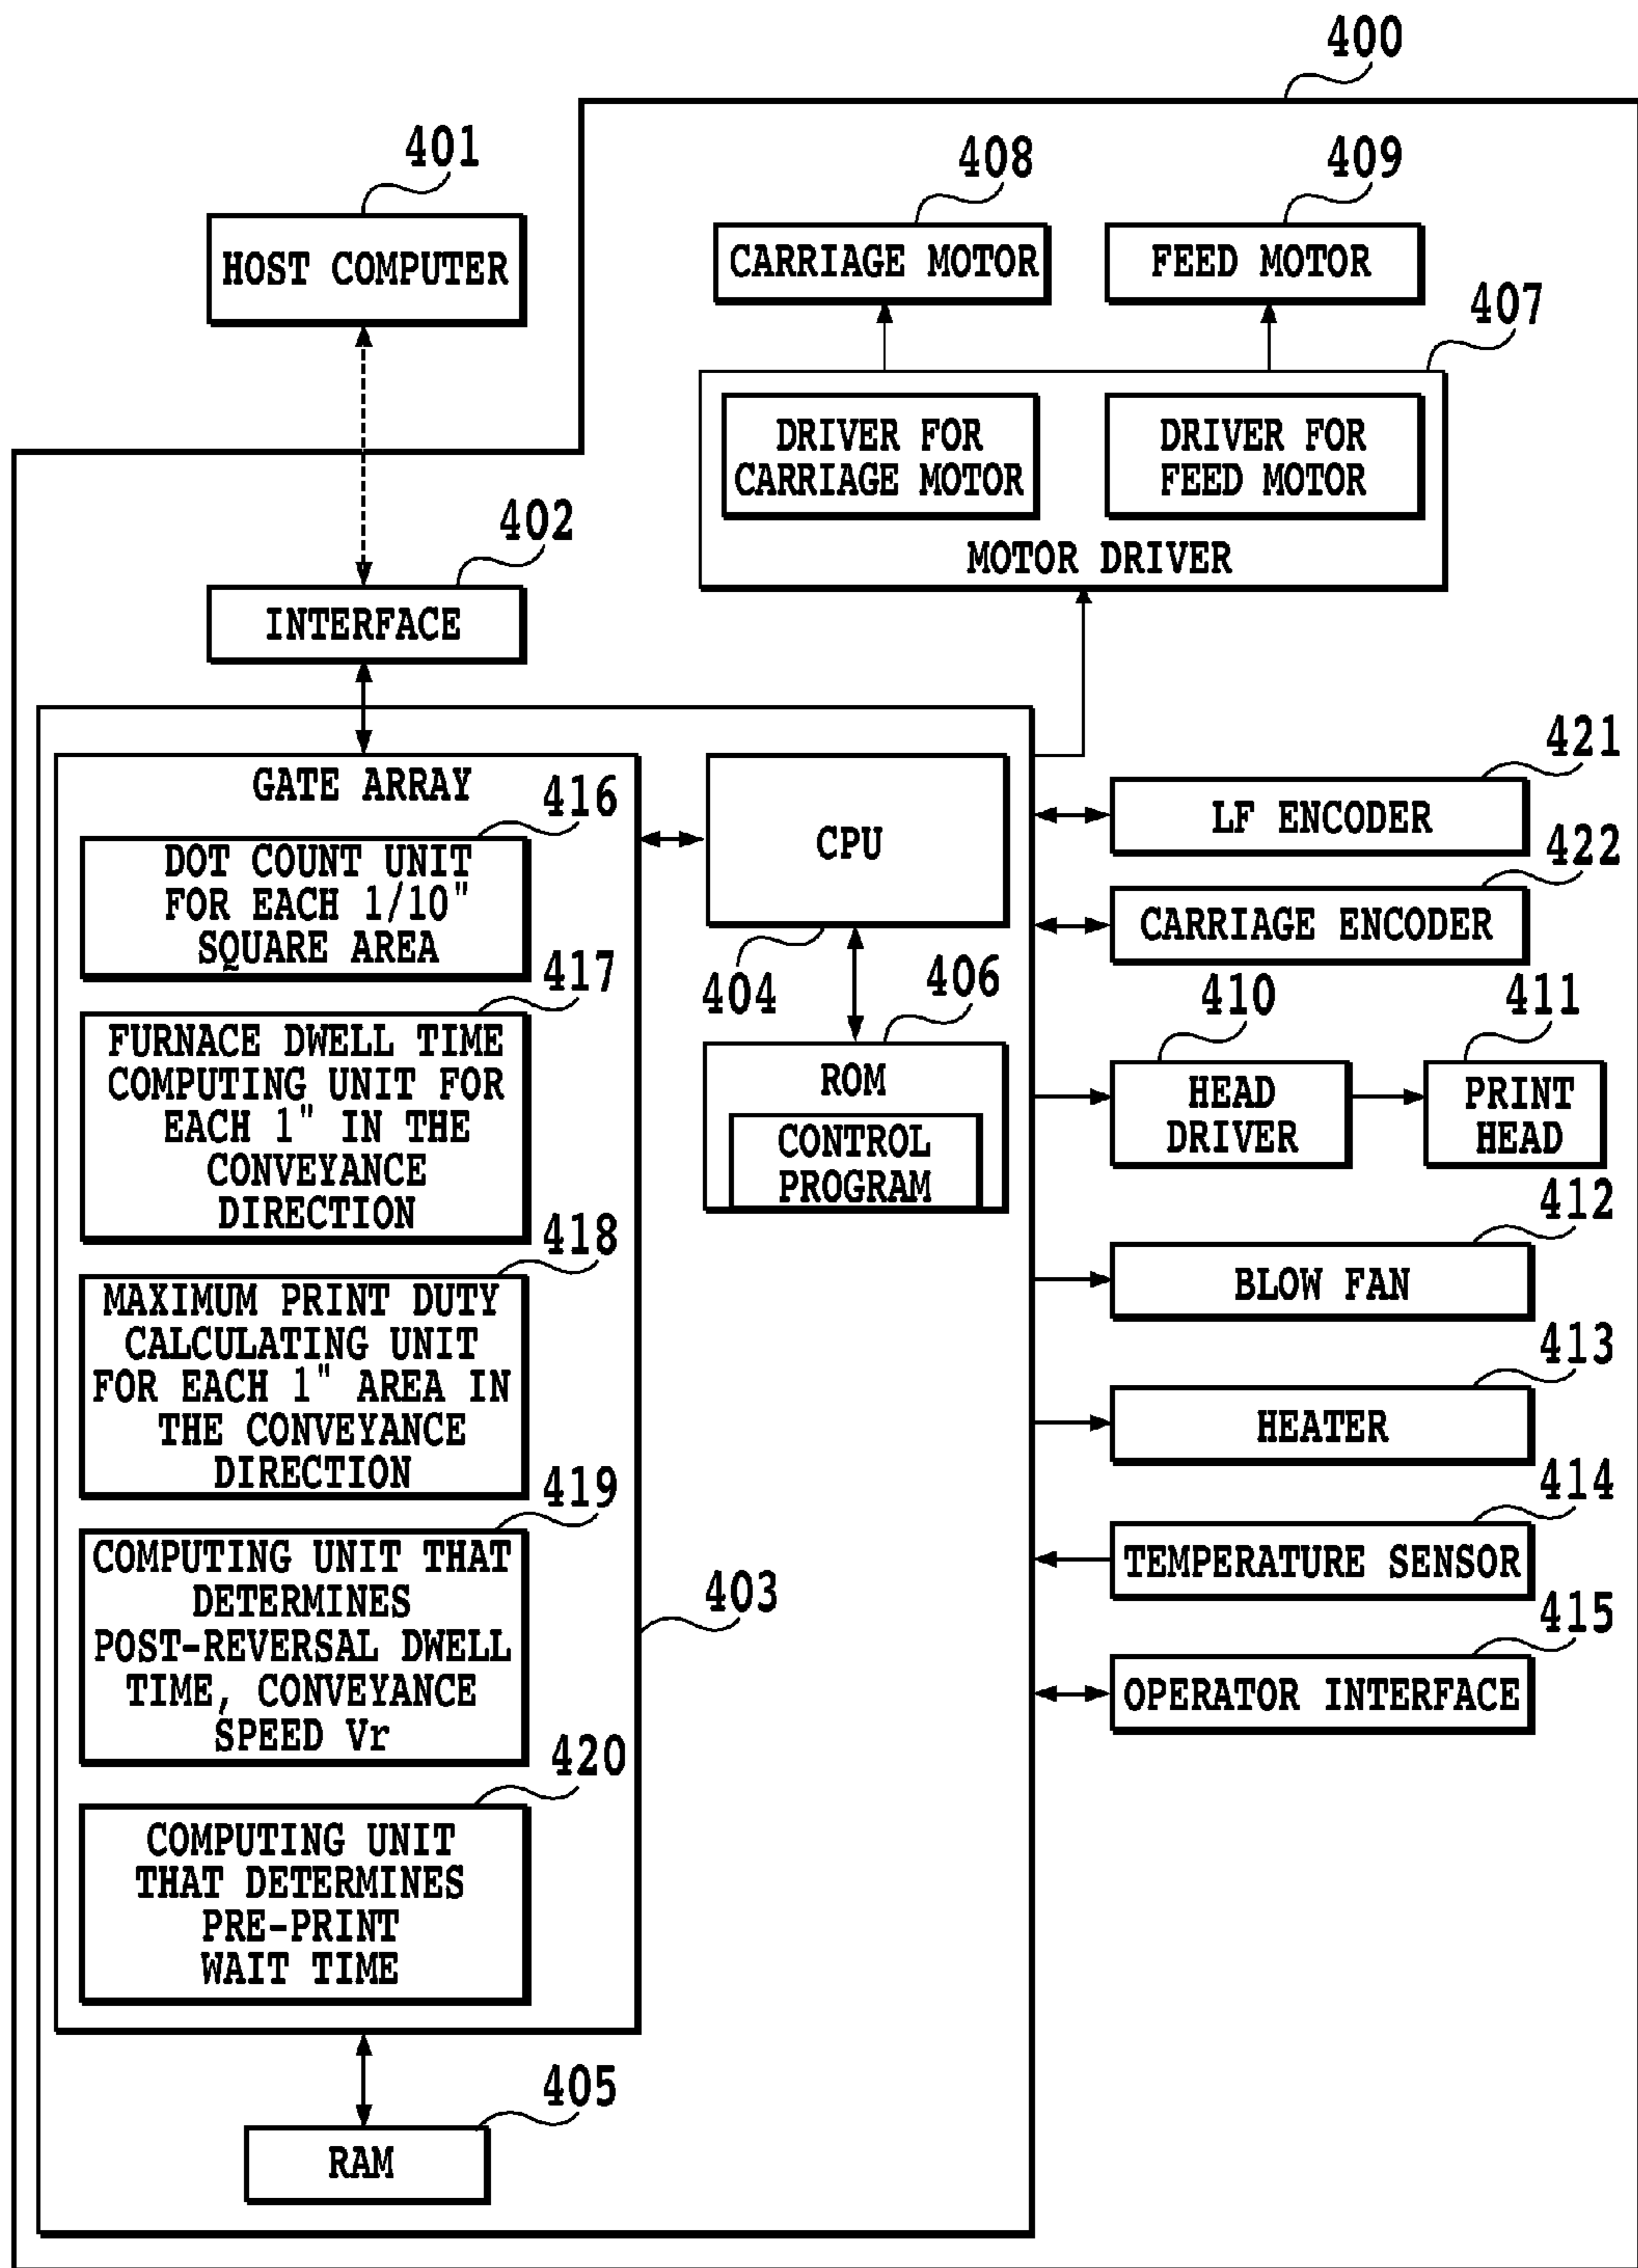 400
401
HOST COMPUTER
408
CARRIAGE MOTOR
409
FEED MOTOR
407
DRIVER FOR
CARRIAGE MOTOR
DRIVER FOR
FEED MOTOR
MOTOR DRIVER
402
INTERFACE
GATE ARRAY
416
DOT COUNT UNIT
FOR EACH 1/10"
SQUARE AREA
417
FURNACE DWELL TIME
COMPUTING UNIT FOR
EACH 1" IN THE
CONVEYANCE
DIRECTION
418
MAXIMUM PRINT DUTY
CALCULATING UNIT
FOR EACH 1" AREA IN
THE CONVEYANCE
DIRECTION
419
COMPUTING UNIT THAT
DETERMINES
POST-REVERSAL DWELL
TIME, CONVEYANCE
SPEED Vr
420
COMPUTING UNIT
THAT DETERMINES
PRE-PRINT
WAIT TIME
403
405
RAM
CPU
404
406
ROM
CONTROL
PROGRAM
421
LF ENCODER
422
CARRIAGE ENCODER
410
HEAD
DRIVER
411
PRINT
HEAD
412
BLOW FAN
413
HEATER
414
TEMPERATURE SENSOR
415
OPERATOR INTERFACE